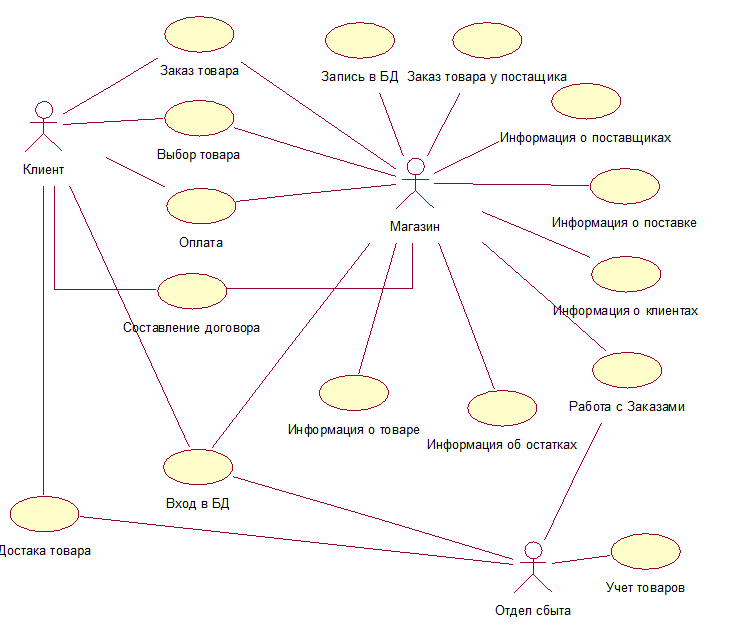 Заказ товара
Запись в БД
Заказ товара у постащика
Информация о поставщиках
Выбор товара
Клиент
Магазин
Информация о поставке
Оплата
Информация о клиентах
Составление договора
Работа с Заказами
Информация о товаре
Информация об остатках
Вход в БД
Достака товара
Учет товаров
Отдел сбыта